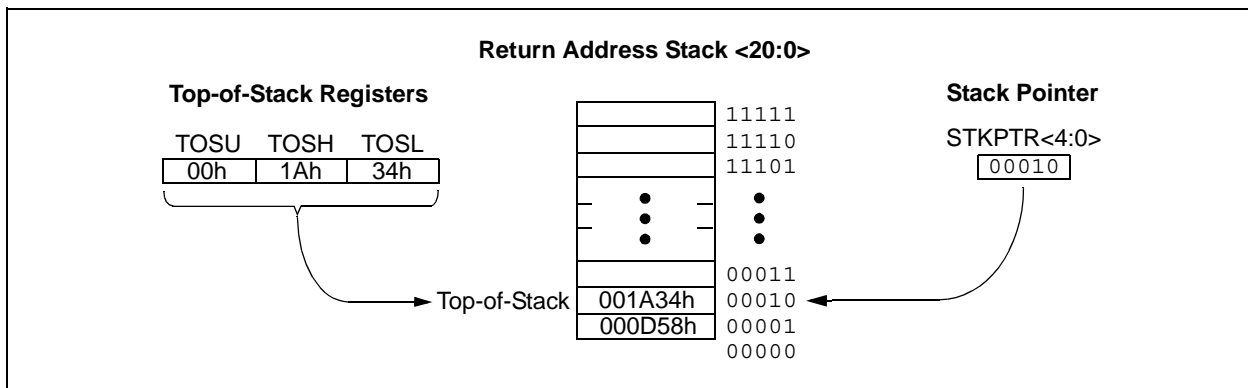 Return Address Stack <20:0>
Top-of-Stack Registers
Stack Pointer
TOSU TOSH TOSL
00h 1Ah 34h
STKPTR<4:0>
00010
11111
11110
11101
00011
Top-of-Stack 001A34h 00010
000D58h 00001
00000